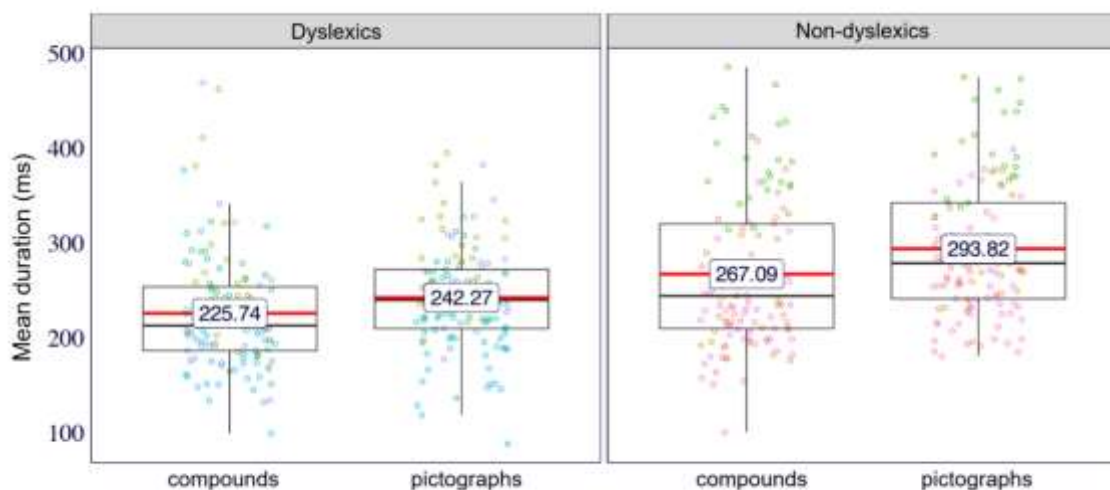 Dyslexics
Non-dyslexics
Mean duration (ms)
500
400
300
200
100
225.74
242.27
267.09
293.82
compounds
pictographs
compounds
pictographs